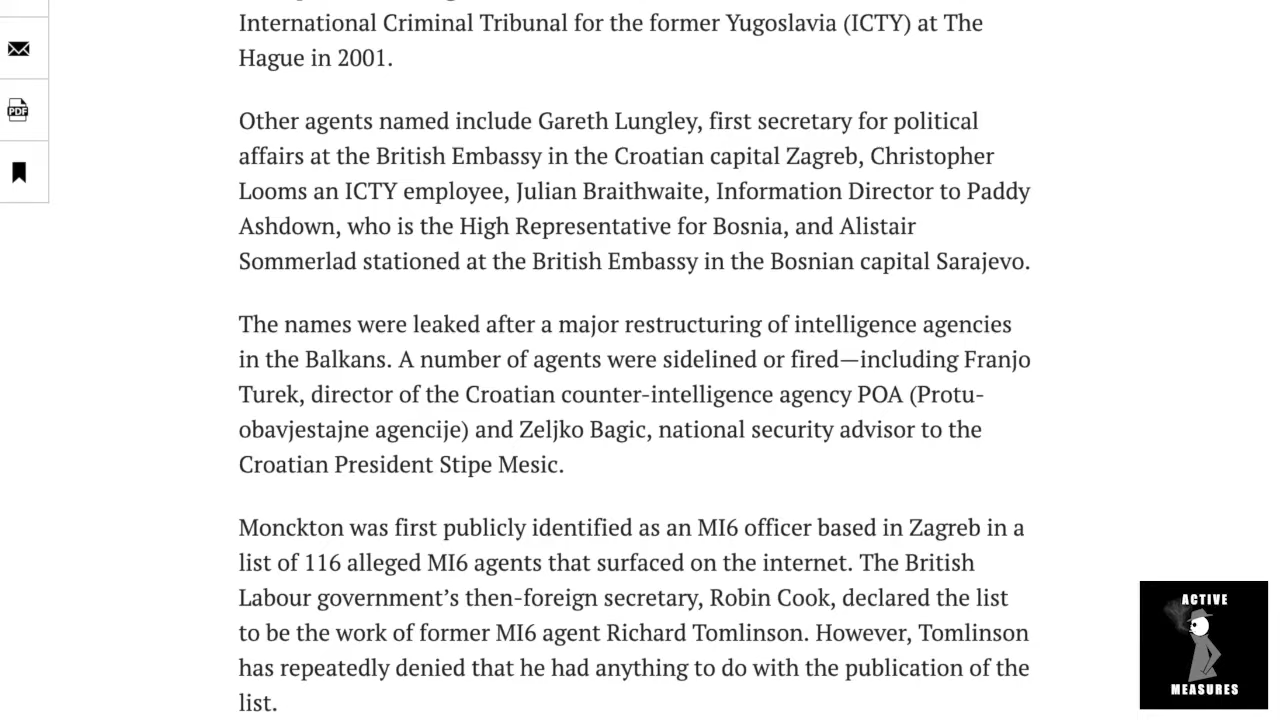 International Criminal Tribunal for the former Yugoslavia (ICTY) at The
Hague in 2001.
Other agents named include Gareth Lungley, first secretary for political
affairs at the British Embassy in the Croatian capital Zagreb, Christopher
Looms an ICTY employee, Julian Braithwaite, Information Director to Paddy
Ashdown, who is the High Representative for Bosnia, and Alistair
Sommerlad stationed at the British Embassy in the Bosnian capital Sarajevo.
The names were leaked after a major restructuring of intelligence agencies
in the Balkans. A number of agents were sidelined or fired—including Franjo
Turek, director of the Croatian counter-intelligence agency POA (Protu-
obavjestajne agencije) and Zeljko Bagic, national security advisor to the
Croatian President Stipe Mesic.
Monckton was first publicly identified as an MI6 officer based in Zagreb in a
list of 116 alleged MI6 agents that surfaced on the internet. The British
Labour government’s then-foreign secretary, Robin Cook, declared the list
to be the work of former MI6 agent Richard Tomlinson. However, Tomlinson
has repeatedly denied that he had anything to do with the publication of the
list.
PDF
ACTIVE
MEASURES